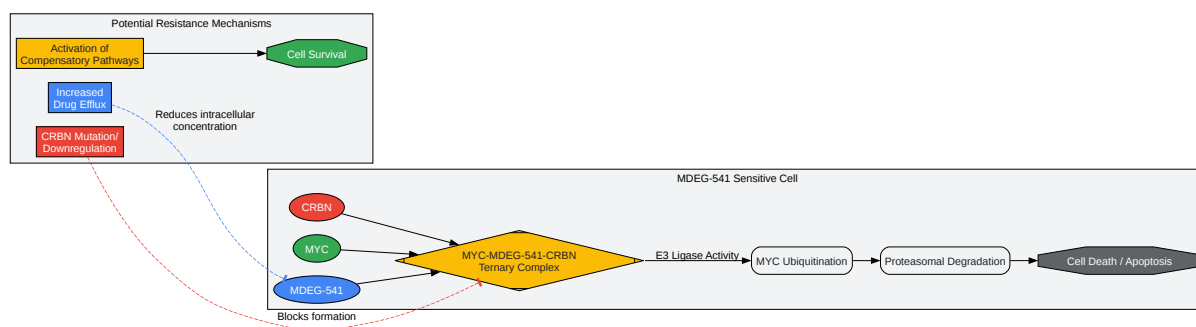 Potential Resistance Mechanisms
Activation of
Compensatory Pathways
Cell Survival
Increased
Drug Efflux
Reduces intracellular
concentration
CRBN Mutation/
Downregulation
MDEG-541 Sensitive Cell
CRBN
MYC
MDEG-541
MYC-MDEG-541-CRBN
Ternary Complex
E3 Ligase Activity
MYC Ubiquitination
Proteasomal Degradation
Cell Death / Apoptosis
Blocks formation